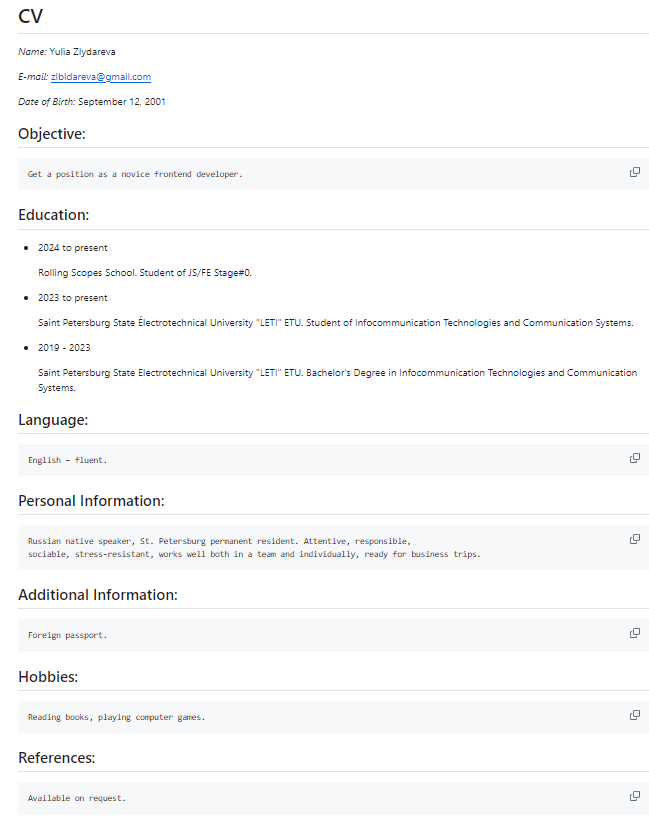 CV
Name: Yulia Zlydareva
E-mail: zlbldareva@gmail.com
Date of Birth: September 12, 2001
Objective:
Get a position as a novice frontend developer.
Education:
2024 to present
Rolling Scopes School. Student of JS/FE Stage#0.
2023 to present
Saint Petersburg State Électrotechnical University "LETI" ETU. Student of Infocommunication Technologies and Communication Systems.
2019 - 2023
Saint Petersburg State Electrotechnical University "LETI" ETU. Bachelor's Degree in Infocommunication Technologies and Communication
Systems.
Language:
English – fluent.
Personal Information:
Russian native speaker, St. Petersburg permanent resident. Attentive, responsible,
sociable, stress-resistant, works well both in a team and individually, ready for business trips.
Additional Information:
Foreign passport.
Hobbies:
Reading books, playing computer games.
References:
Available on request.